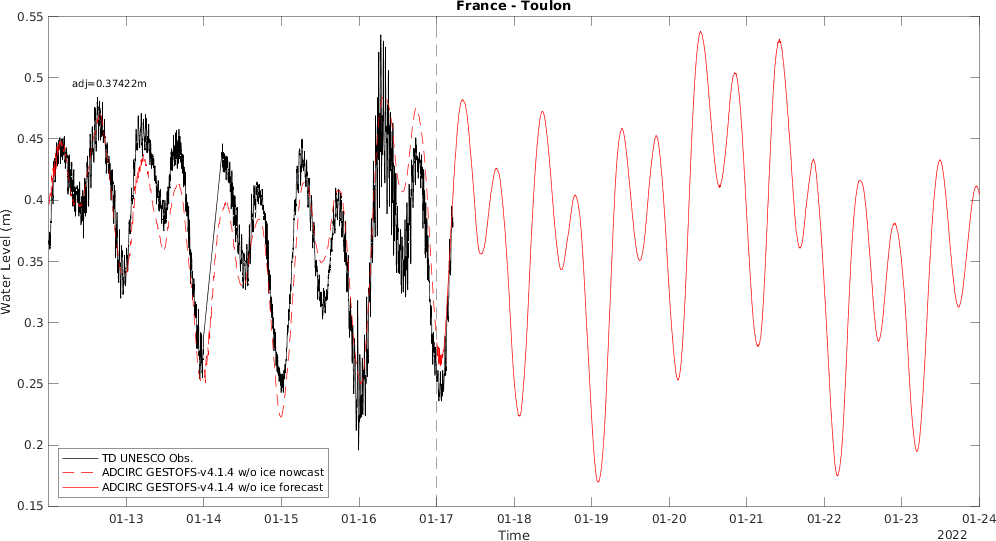 France - Toulon
0.55
0.5
0.45
0.4
0.35
0.3
0.25
0.2
0.15
Water Level (m)
adj=0.37422m
TD UNESCO Obs.
ADCIRC GESTOFS-v4.1.4 w/o ice nowcast
ADCIRC GESTOFS-v4.1.4 w/o ice forecast
01-13 01-14 01-15 01-16 01-17 01-18 01-19 01-20 01-21 01-22 01-23 01-24
Time
2022